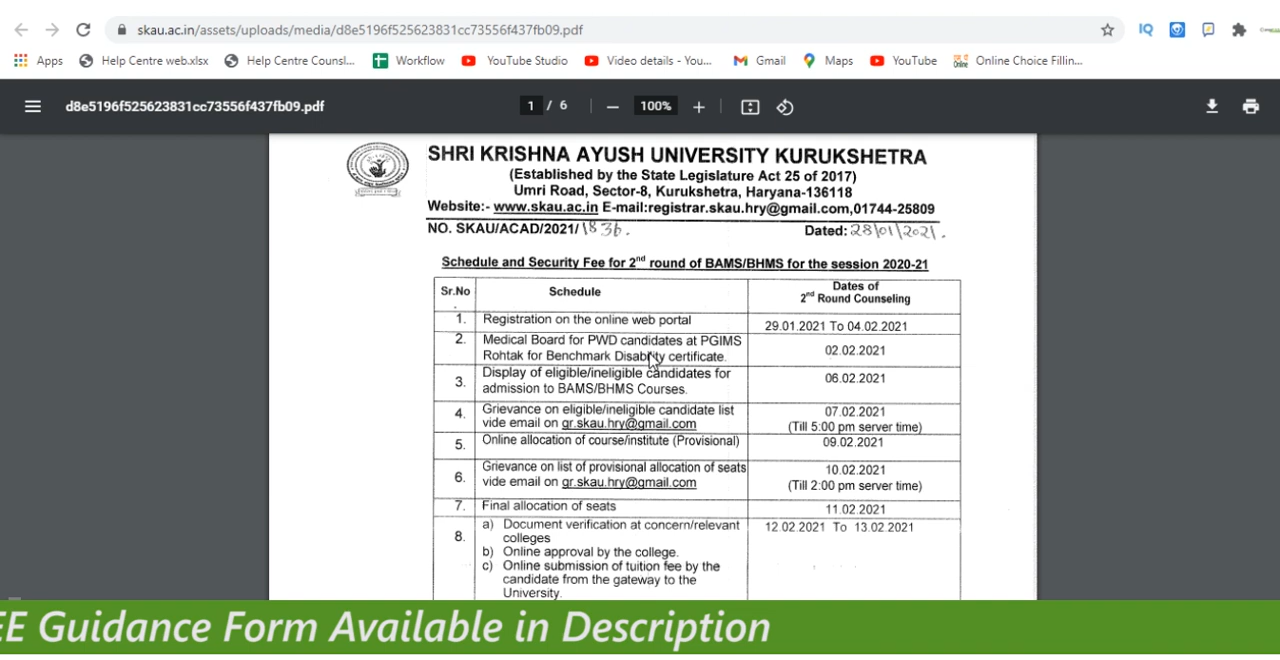 skau.ac.in/assets/uploads/media/d8e5196f525623831cc73556f437fb09.pdf
Apps Help Centre web.xlsx Help Centre Counsl... Workflow YouTube Studio Video details - You... Gmail Maps YouTube Online Choice Fillin...
d8e5196f525623831cc73556f437fb09.pdf 1 / 6 100%
SHRI KRISHNA AYUSH UNIVERSITY KURUKSHETRA
(Established by the State Legislature Act 25 of 2017)
Umri Road, Sector-8, Kurukshetra, Haryana-136118
Website:- www.skau.ac.in E-mail:registrar.skau.hry@gmail.com,01744-25809
NO. SKAU/ACAD/2021/1836. Dated: 28/01/2021.
Schedule and Security Fee for 2nd round of BAMS/BHMS for the session 2020-21
Sr.No. Schedule Dates of
2nd Round Counseling
1. Registration on the online web portal 29.01.2021 To 04.02.2021
2. Medical Board for PWD candidates at PGIMS
Rohtak for Benchmark Disability certificate. 02.02.2021
3. Display of eligible/ineligible candidates for
admission to BAMS/BHMS Courses. 06.02.2021
4. Grievance on eligible/ineligible candidate list
vide email on gr.skau.hry@gmail.com 07.02.2021
(Till 5:00 pm server time)
5. Online allocation of course/institute (Provisional) 09.02.2021
6. Grievance on list of provisional allocation of seats
vide email on gr.skau.hry@gmail.com 10.02.2021
(Till 2:00 pm server time)
7. Final allocation of seats 11.02.2021
8. a) Document verification at concern/relevant
colleges 12.02.2021 To 13.02.2021
b) Online approval by the college.
c) Online submission of tuition fee by the
candidate from the gateway to the
University.
EE Guidance Form Available in Description